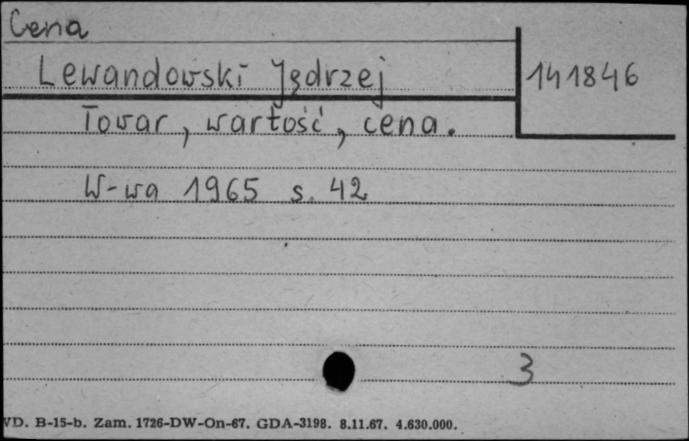 Cena
Lewandowski Jędrzej
141846
Towar, wartość, cena.
W-wa 1965 s. 42
3
VD. B-15-b. Zam. 1726-DW-On-67. GDA-3198. 8.11.67. 4.630.000.